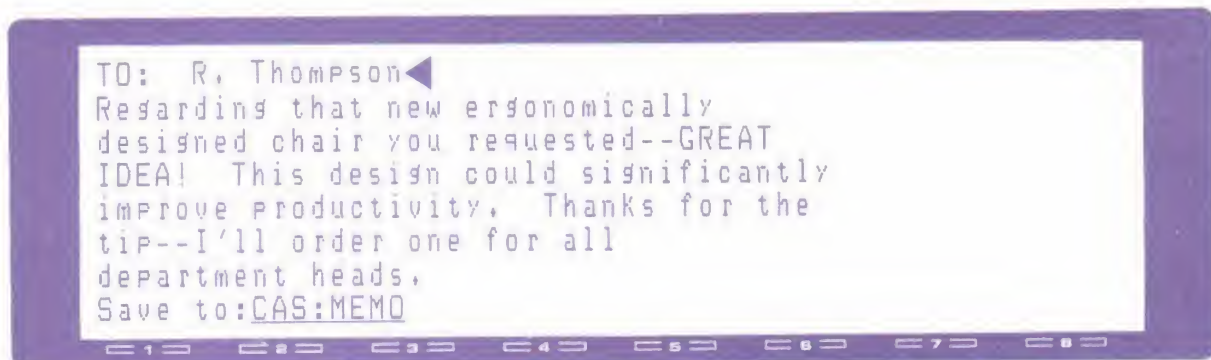 TO:  R. Thompson◀
Regarding that new ergonomically
designed chair you requested--GREAT
IDEA!  This design could significantly
improve productivity.  Thanks for the
tip--I'll order one for all
department heads.
Save to:CAS:MEMO
1 2 3 4 5 6 7 8